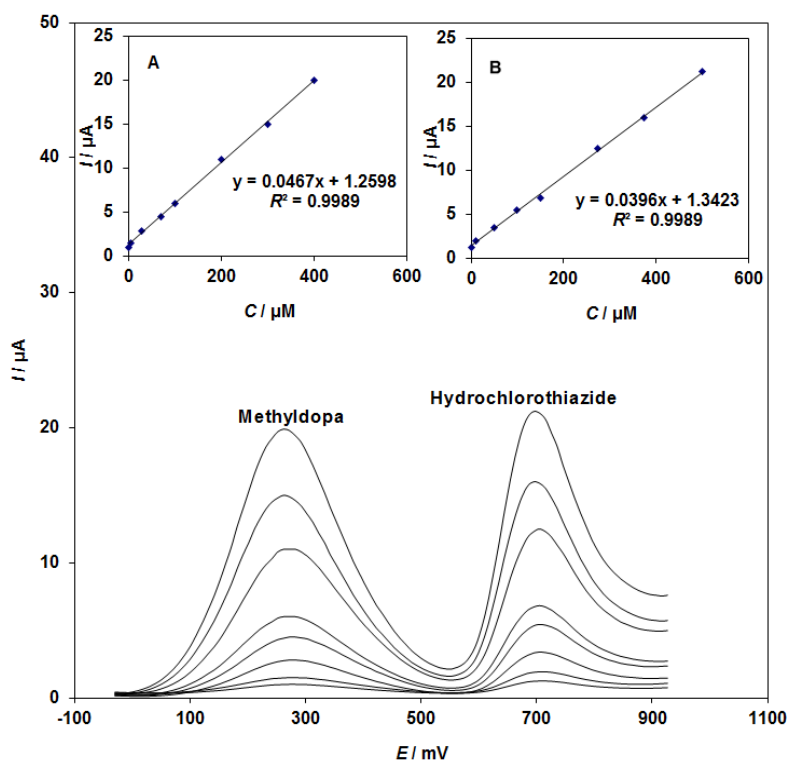 50
40
30
20
10
0
I / µA
-100
100
300
500
700
900
1100
E / mV
Methyldopa
Hydrochlorothiazide
A
25
20
15
10
5
0
I / µA
y = 0.0467x + 1.2598
R² = 0.9989
0
200
400
600
C / µM
B
25
20
15
10
5
0
I / µA
y = 0.0396x + 1.3423
R² = 0.9989
0
200
400
600
C / µM